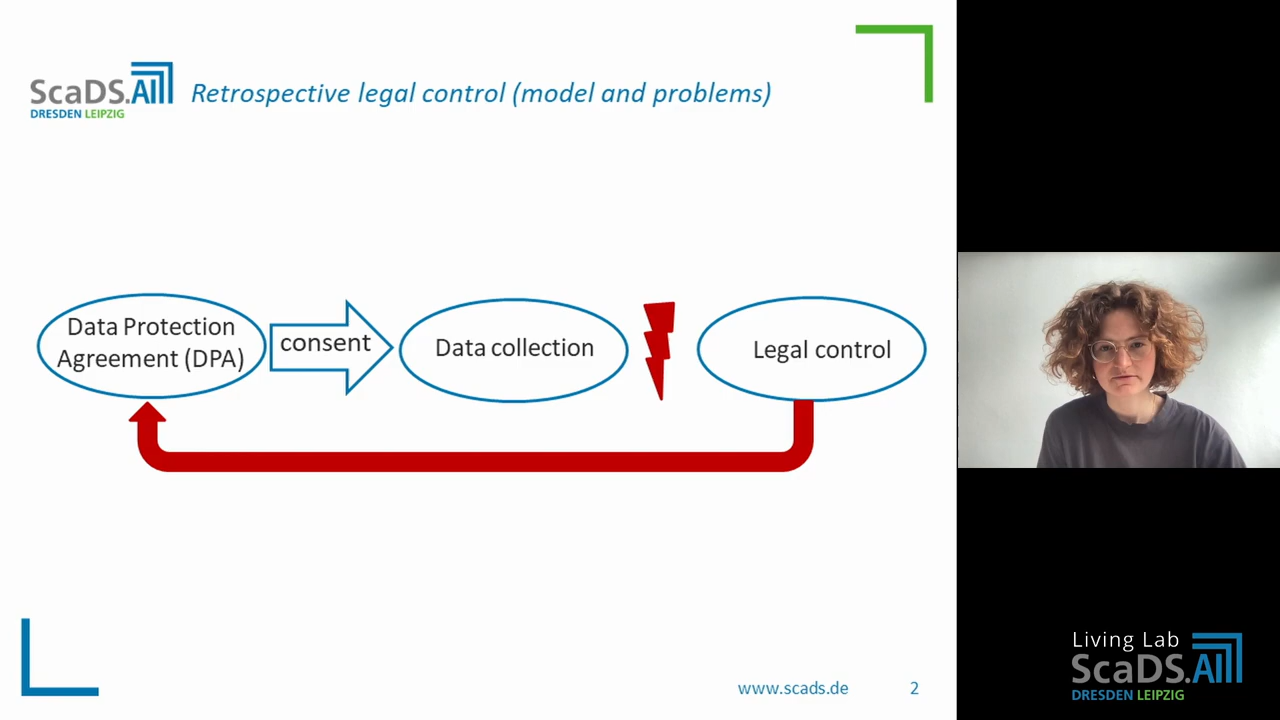 ScaDS.AI
DRESDEN LEIPZIG
Retrospective legal control (model and problems)
Data Protection
Agreement (DPA)
consent
Data collection
Legal control
www.scads.de
2
Living Lab
ScaDS.AI
DRESDEN LEIPZIG